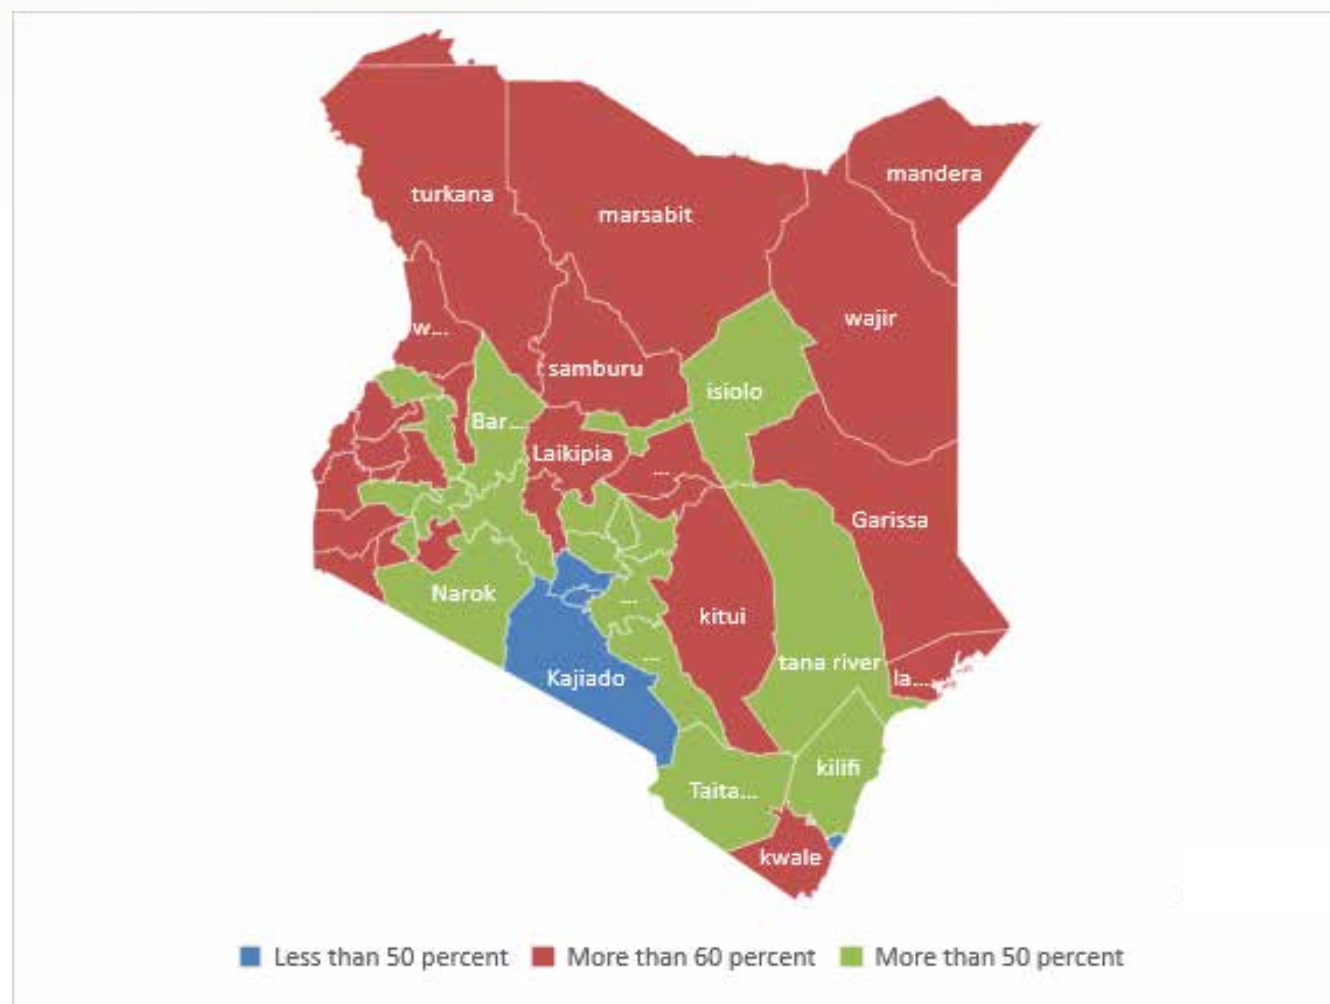 mandera
turkana
marsabit
wajir
w...
samburu
isiolo
Bar...
Laikipia
...
Garissa
Narok
...
kitui
...
tana river
Kajiado
la...
kilifi
Taita...
kwale
Less than 50 percent
More than 60 percent
More than 50 percent